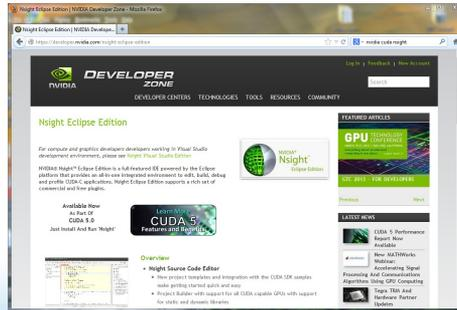 Nsight Eclipse Edition | NVIDIA Developer Zone - Mozilla Firefox
Nsight Eclipse Edition | NVIDIA Develope...
https://developer.nvidia.com/nsight-eclipse-edition
nvidia cuda nsight
Log In | Feedback | New Account
NVIDIA
DEVELOPER
ZONE
Search
DEVELOPER CENTERS TECHNOLOGIES TOOLS RESOURCES COMMUNITY
Nsight Eclipse Edition
For compute and graphics developers developers working in Visual Studio
development environment, please see Nsight Visual Studio Edition
NVIDIA® Nsight™ Eclipse Edition is a full-featured IDE powered by the Eclipse
platform that provides an all-in-one integrated environment to edit, build, debug
and profile CUDA-C applications. Nsight Eclipse Edition supports a rich set of
commercial and free plugins.
NVIDIA®
Nsight™
Eclipse Edition
Available Now
As Part Of
CUDA 5.0
Just Install And Run 'Nsight'
Learn More
CUDA 5
Features and Benefits
Overview
Nsight Source Code Editor
New project templates and integration with the CUDA SDK samples
make getting started quick and easy
Project Builder with support for all CUDA capable GPUs with support
for static and dynamic libraries
FEATURED ARTICLES
GPU TECHNOLOGY
CONFERENCE
GTC 2013 - FOR DEVELOPERS
Previous Next
LATEST NEWS
CUDA 5 Performance
Report Now
Available
New MATHWorks
Webinar:
Accelerating Signal
Processing And Communications
Algorithms Using GPU Computing
Tegra TRM And
Hardware Partner
Updates